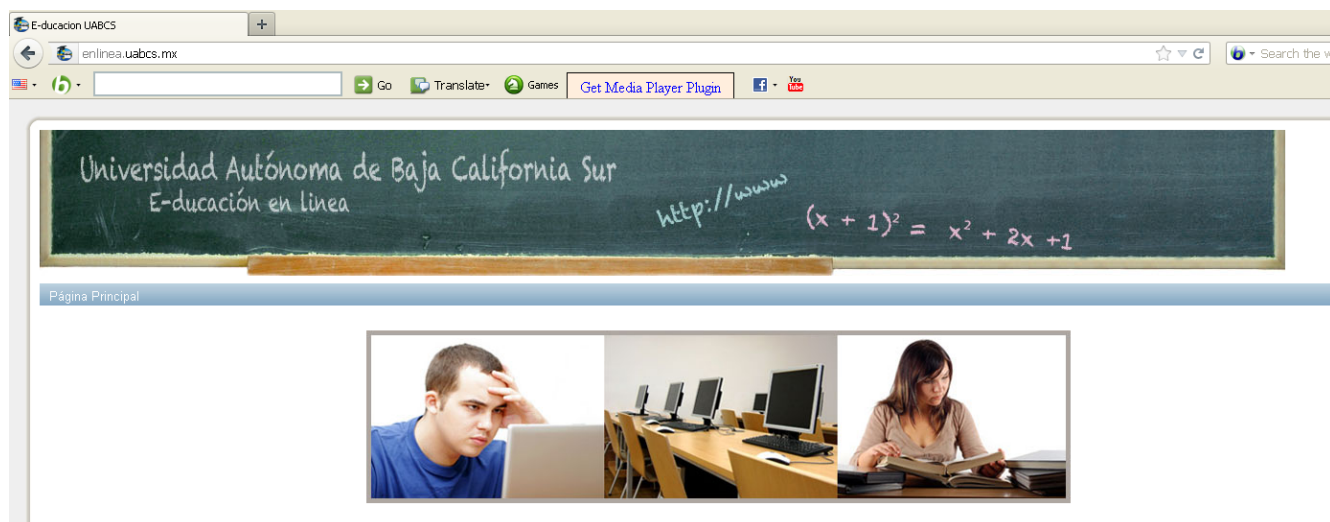 E-ducacion UABCS
enlinea.uabcs.mx
Search the w
Go Translate Games Get Media Player Plugin You Tube
Universidad Autónoma de Baja California Sur
E-ducación en linea
http://www
(x + 1)² = x² + 2x +1
Página Principal